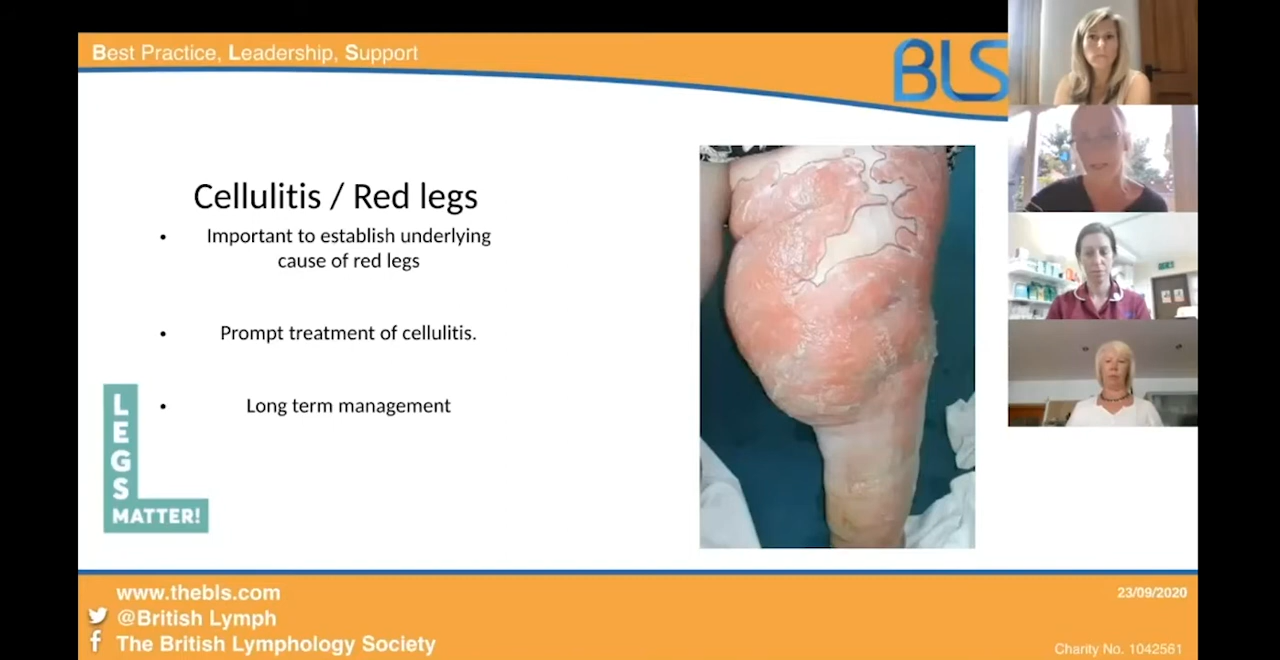 Best Practice, Leadership, Support
BLS
Cellulitis / Red legs
• Important to establish underlying
cause of red legs
• Prompt treatment of cellulitis.
• Long term management
LEGS
MATTER!
www.thebls.com
@British Lymph
The British Lymphology Society
23/09/2020
Charity No. 1042561